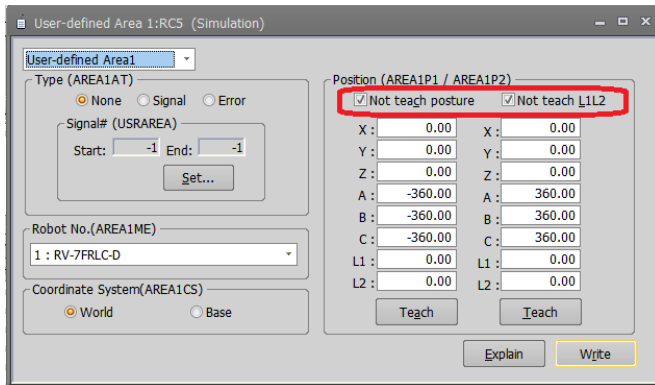 User-defined Area 1:RC5 (Simulation)
User-defined Area1
Type (AREA1AT)
None Signal Error
Signal# (USRAREA)
Start: -1 End: -1
Set...
Robot No.(AREA1ME)
1 : RV-7FRLC-D
Coordinate System(AREA1CS)
World Base
Position (AREA1P1 / AREA1P2)
Not teach posture Not teach L1L2
X : 0.00 X : 0.00
Y : 0.00 Y : 0.00
Z : 0.00 Z : 0.00
A : -360.00 A : 360.00
B : -360.00 B : 360.00
C : -360.00 C : 360.00
L1 : 0.00 L1 : 0.00
L2 : 0.00 L2 : 0.00
Teach Teach
Explain Write